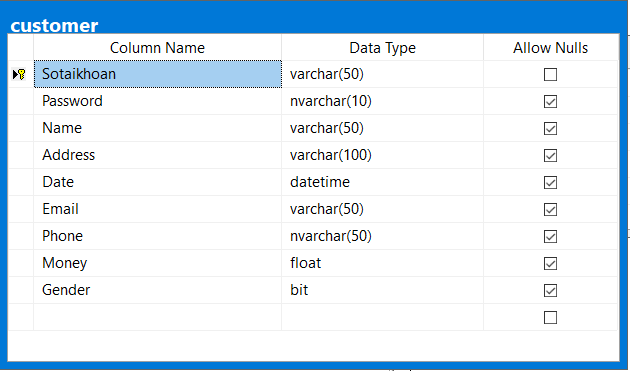 customer
Column Name Data Type Allow Nulls
Sotaikhoan varchar(50)
Password nvarchar(10)
Name varchar(50)
Address varchar(100)
Date datetime
Email varchar(50)
Phone nvarchar(50)
Money float
Gender bit